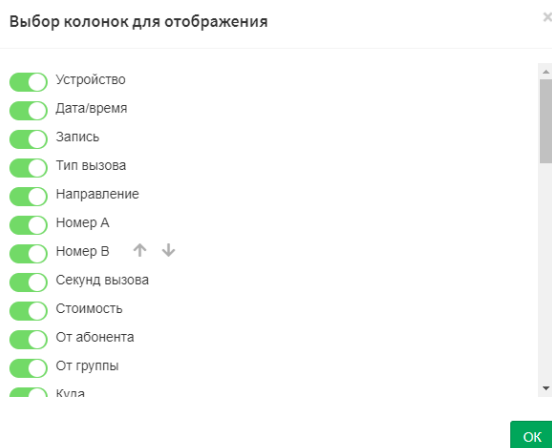 Выбор колонок для отображения
Устройство
Дата/время
Запись
Тип вызова
Направление
Номер A
Номер B
Секунд вызова
Стоимость
От абонента
От группы
Куда
ОК